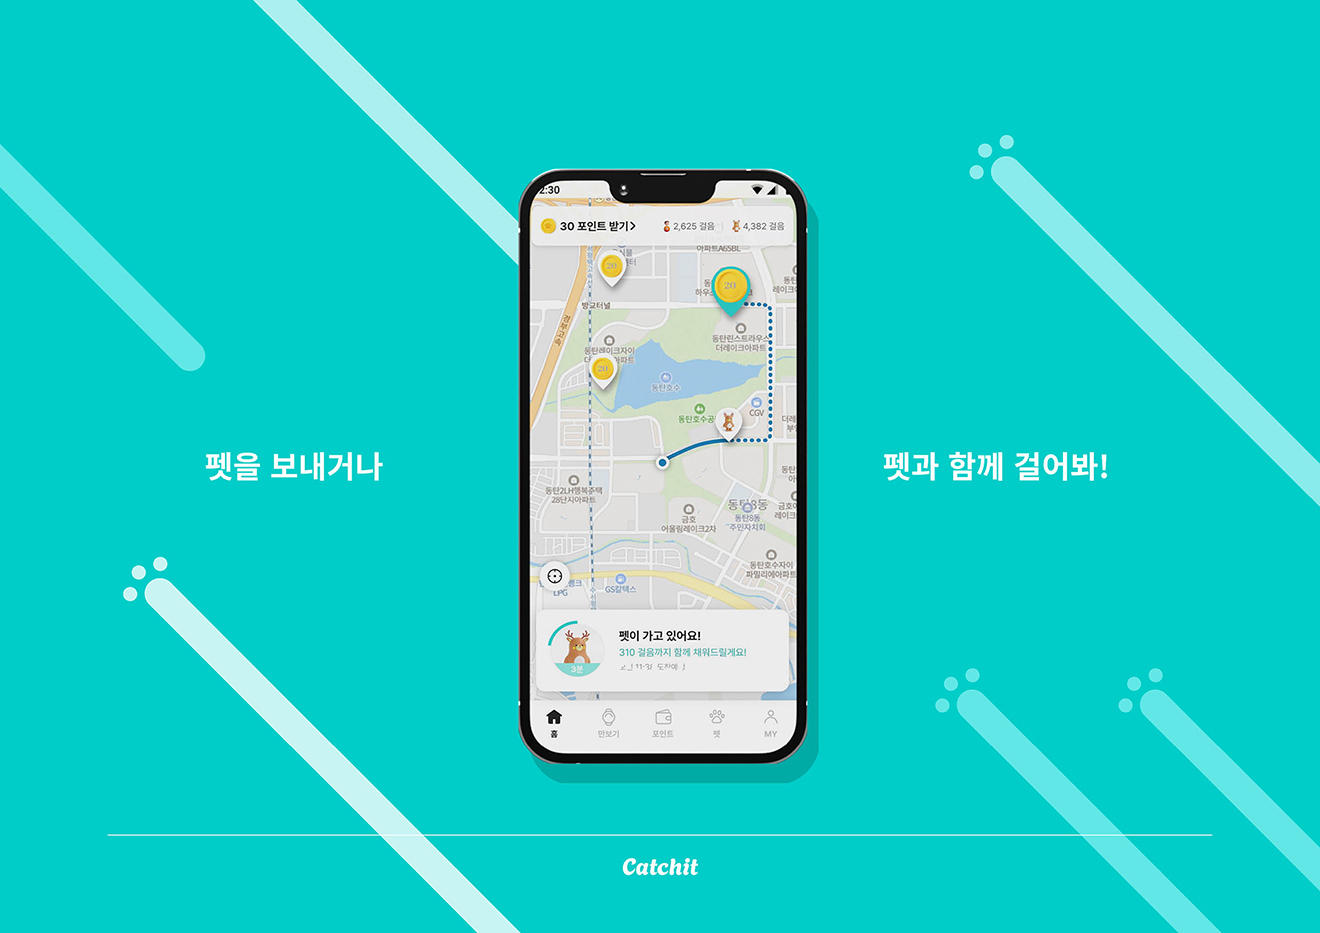 2:30
30 포인트 받기
2,625 걸음
4,382 걸음
아파트A65BL
20
20
방교터널
경부고속
동탄레이크자이
동탄린스트라우스
더레이크아파트
20
동탄호수
동탄호수공
CGV
동탄2LH행복주택
28단지아파트
금호
어울림레이크2차
동탄8동
동탄8동
주민자치회
동탄호수자이
파밀리에아파트
LPG
GS칼텍스
펫을 보내거나
펫과 함께 걸어봐!
펫이 가고 있어요!
310 걸음까지 함께 채워드릴게요!
3분
홈
만보기
포인트
펫
MY
Catchit